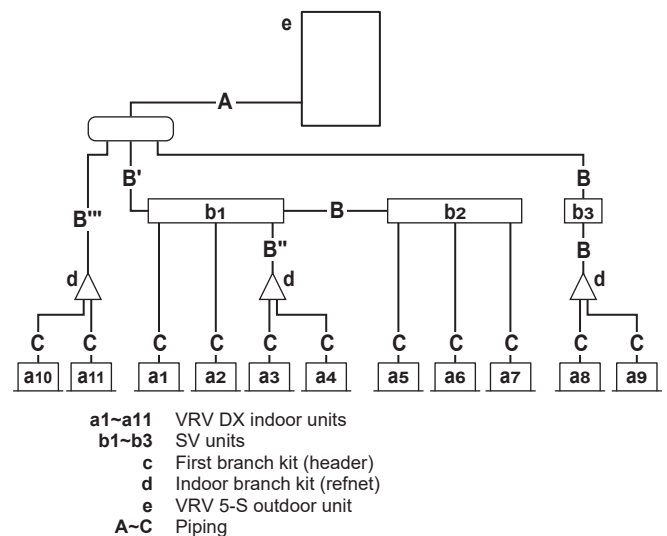 e
A
B'
B
B'''
b1
B
b2
b3
B''
B
d
d
d
C
C
C
C
C
C
C
C
C
C
C
a10
a11
a1
a2
a3
a4
a5
a6
a7
a8
a9
a1~a11 VRV DX indoor units
b1~b3 SV units
c First branch kit (header)
d Indoor branch kit (refnet)
e VRV 5-S outdoor unit
A~C Piping